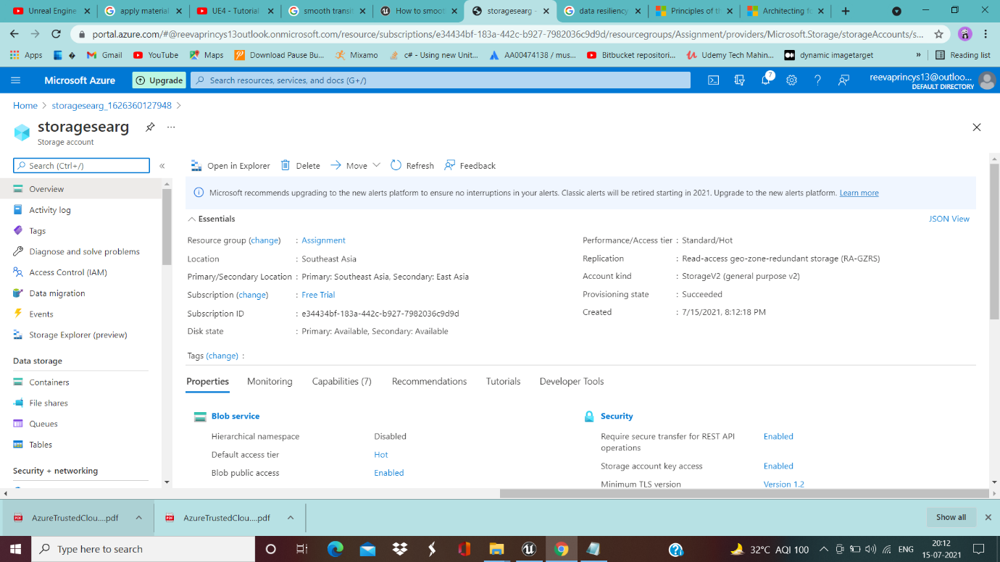 Unreal Engine
apply material
UE4 - Tutorial
smooth transit
How to smoot
storagesearg -
data resiliency
Principles of th
Architecting fo
portal.azure.com/#@reevaprincys13outlook.onmicrosoft.com/resource/subscriptions/e34434bf-183a-442c-b927-7982036c9d9d/resourcegroups/Assignment/providers/Microsoft.Storage/storageAccounts/s...
Apps
Gmail
YouTube
Maps
Download Pause Bu...
Mixamo
c# - Using new Unit...
AA00474138 / mus...
Bitbucket repositori...
Udemy Tech Mahin...
dynamic imagetarget
»
Reading list
Microsoft Azure
Upgrade
Search resources, services, and docs (G+/)
7
reevaprincys13@outloo...
DEFAULT DIRECTORY
Home > storagesearg_1626360127948 >
storagesearg
...
Storage account
Search (Ctrl+/)
«
Open in Explorer
Delete
Move
Refresh
Feedback
Overview
Activity log
Tags
Diagnose and solve problems
Access Control (IAM)
Data migration
Events
Storage Explorer (preview)
Data storage
Containers
File shares
Queues
Tables
Security + networking
Microsoft recommends upgrading to the new alerts platform to ensure no interruptions in your alerts. Classic alerts will be retired starting in 2021. Upgrade to the new alerts platform. Learn more
Essentials
JSON View
Resource group (change) : Assignment
Location : Southeast Asia
Primary/Secondary Location : Primary: Southeast Asia, Secondary: East Asia
Subscription (change) : Free Trial
Subscription ID : e34434bf-183a-442c-b927-7982036c9d9d
Disk state : Primary: Available, Secondary: Available
Performance/Access tier : Standard/Hot
Replication : Read-access geo-zone-redundant storage (RA-GZRS)
Account kind : StorageV2 (general purpose v2)
Provisioning state : Succeeded
Created : 7/15/2021, 8:12:18 PM
Tags (change) :
Properties
Monitoring
Capabilities (7)
Recommendations
Tutorials
Developer Tools
Blob service
Hierarchical namespace Disabled
Default access tier Hot
Blob public access Enabled
Security
Require secure transfer for REST API Enabled
operations
Storage account key access Enabled
Minimum TLS version Version 1.2
AzureTrustedClou....pdf
AzureTrustedClou....pdf
Show all
Type here to search
32°C AQI 100
ENG
20:12
15-07-2021